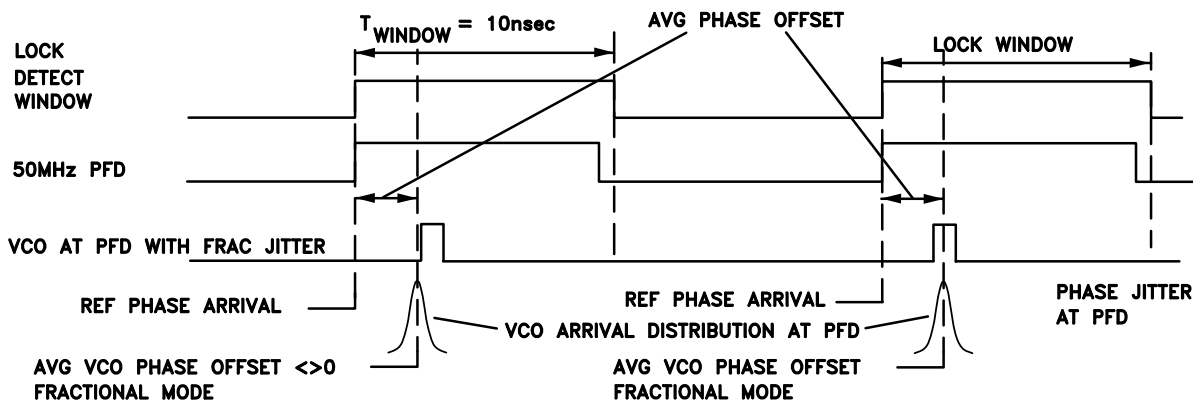 T WINDOW = 10nsec
AVG PHASE OFFSET
LOCK
DETECT
WINDOW
LOCK WINDOW
50MHz PFD
VCO AT PFD WITH FRAC JITTER
REF PHASE ARRIVAL
REF PHASE ARRIVAL
PHASE JITTER
AT PFD
VCO ARRIVAL DISTRIBUTION AT PFD
AVG VCO PHASE OFFSET <>0
FRACTIONAL MODE
AVG VCO PHASE OFFSET
FRACTIONAL MODE